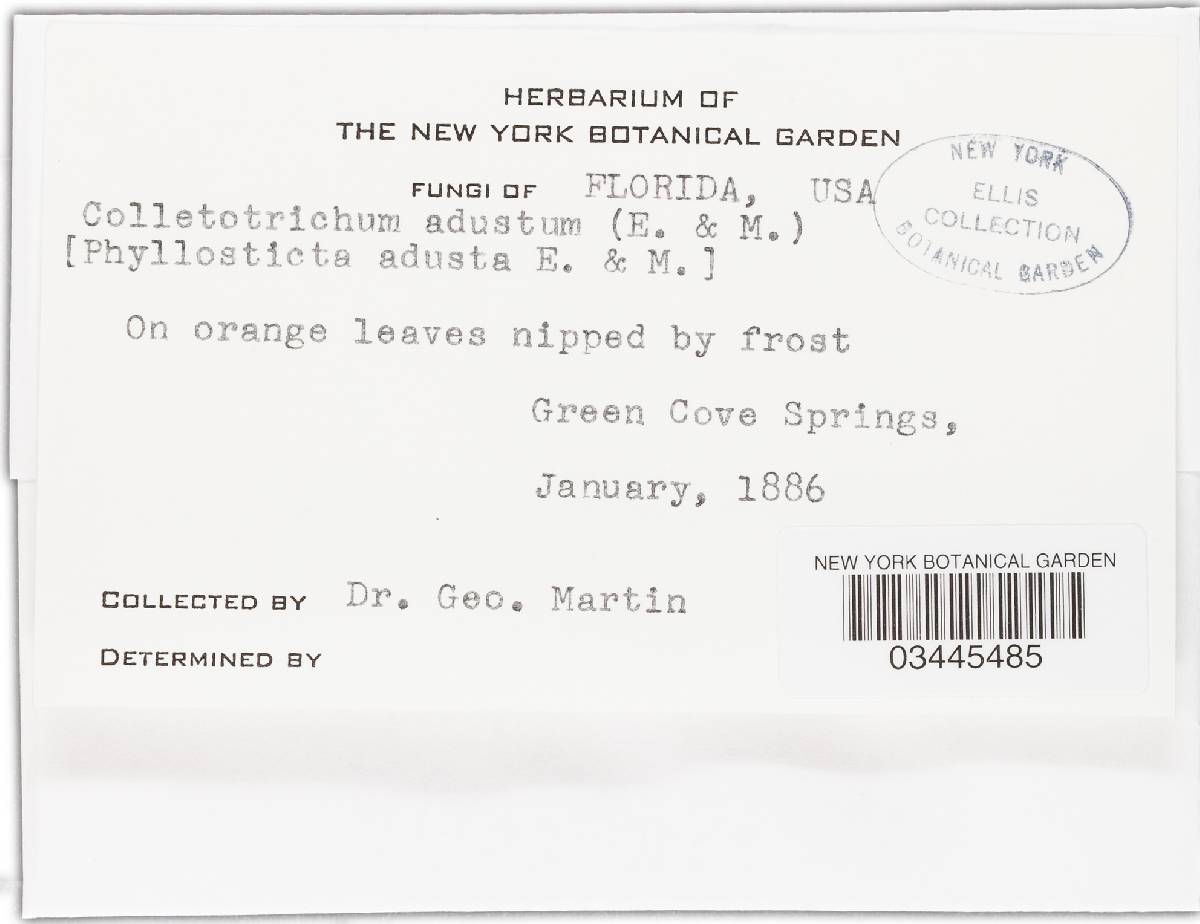 HERBARIUM OF
THE NEW YORK BOTANICAL GARDEN
FUNGI OF FLORIDA, USA
Colletotrichum adustum (E. & M.)
[Phyllosticta adusta E. & M.]
NEW YORK
ELLIS
COLLECTION
BOTANICAL GARDEN
On orange leaves nipped by frost
Green Cove Springs,
January, 1886
NEW YORK BOTANICAL GARDEN
03445485
COLLECTED BY Dr. Geo. Martin
DETERMINED BY